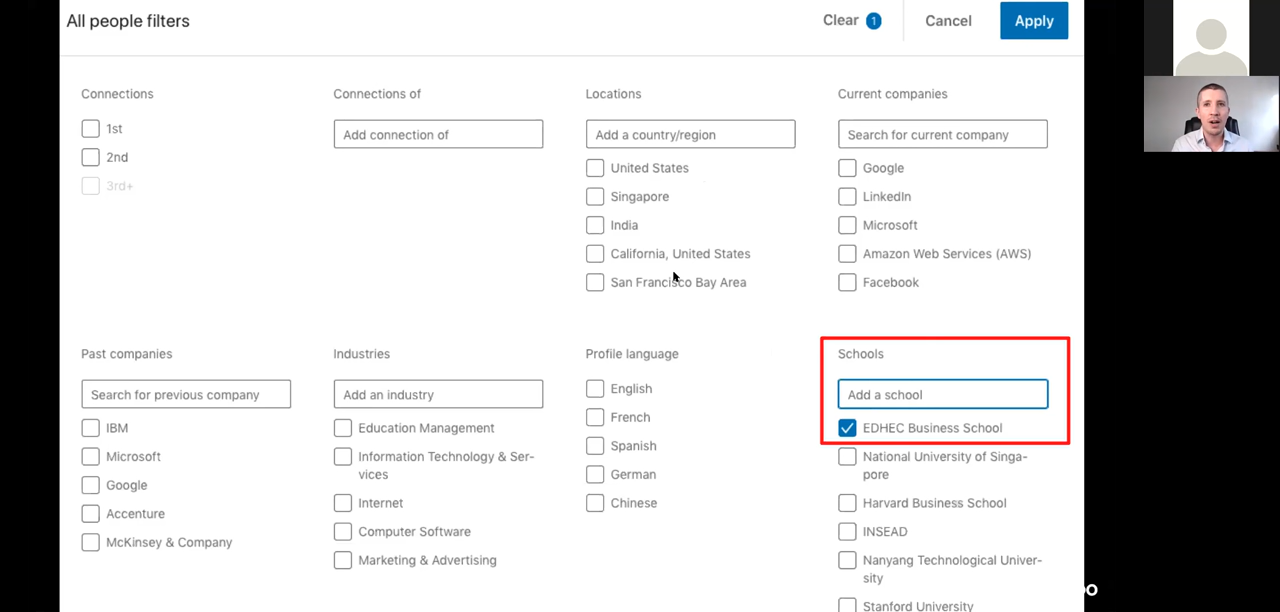 All people filters
Clear 1
Cancel
Apply
Connections
1st
2nd
3rd+
Connections of
Add connection of
Locations
Add a country/region
United States
Singapore
India
California, United States
San Francisco Bay Area
Current companies
Search for current company
Google
LinkedIn
Microsoft
Amazon Web Services (AWS)
Facebook
Past companies
Search for previous company
IBM
Microsoft
Google
Accenture
McKinsey & Company
Industries
Add an industry
Education Management
Information Technology & Ser-
vices
Internet
Computer Software
Marketing & Advertising
Profile language
English
French
Spanish
German
Chinese
Schools
Add a school
EDHEC Business School
National University of Singa-
pore
Harvard Business School
INSEAD
Nanyang Technological Univer-
sity
Stanford University